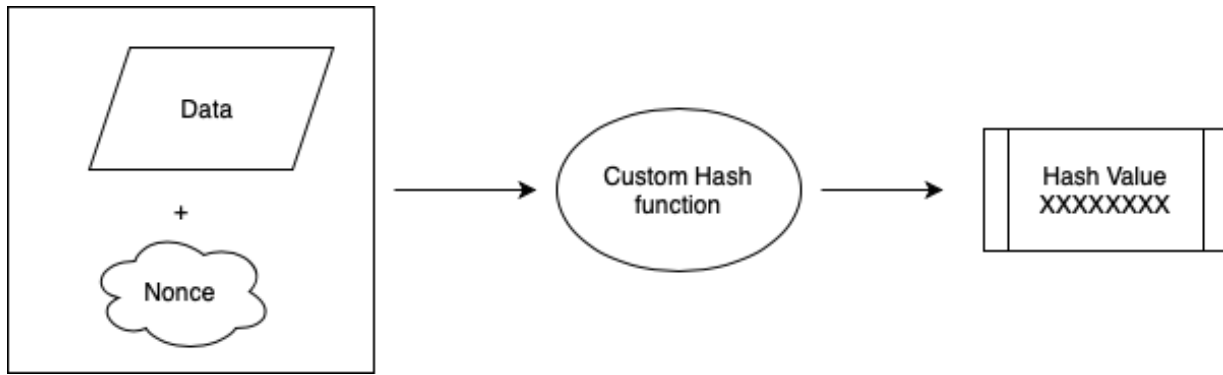 Data
+
Nonce
Custom Hash
function
Hash Value
XXXXXXXX